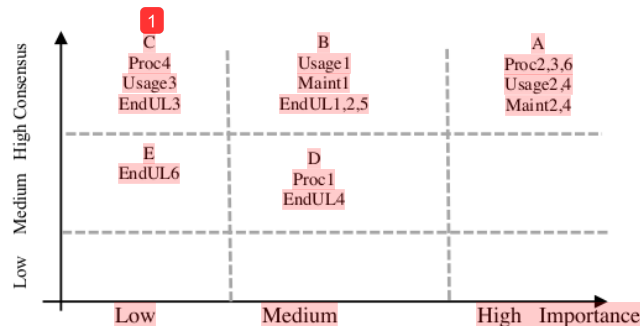 1
C
Proc4
Usage3
EndUL3
B
Usage1
Maint1
EndUL1,2,5
A
Proc2,3,6
Usage2,4
Maint2,4
E
EndUL6
D
Proc1
EndUL4
High Consensus
Medium
Low
Low Medium High Importance